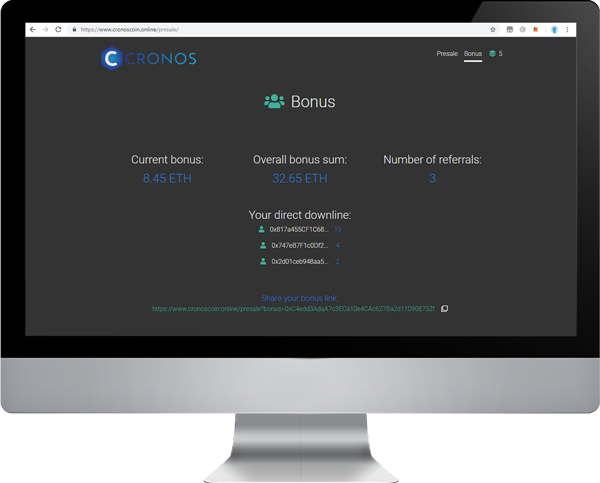 https://www.cronoscoin.online/presale/
CRONOS
Presale Bonus 5
Bonus
Current bonus: Overall bonus sum: Number of referrals:
8.45 ETH 32.65 ETH 3
Your direct downline:
0x817a455CF1C68... 13
0x747e87F1c0Df2... 4
0x2d01ceb948aa5... 2
Share your bonus link:
https://www.cronoscoin.online/presale?bonus=0xC4edd3AdaA7c3ECa10e4CAc627Ba2d110908752f